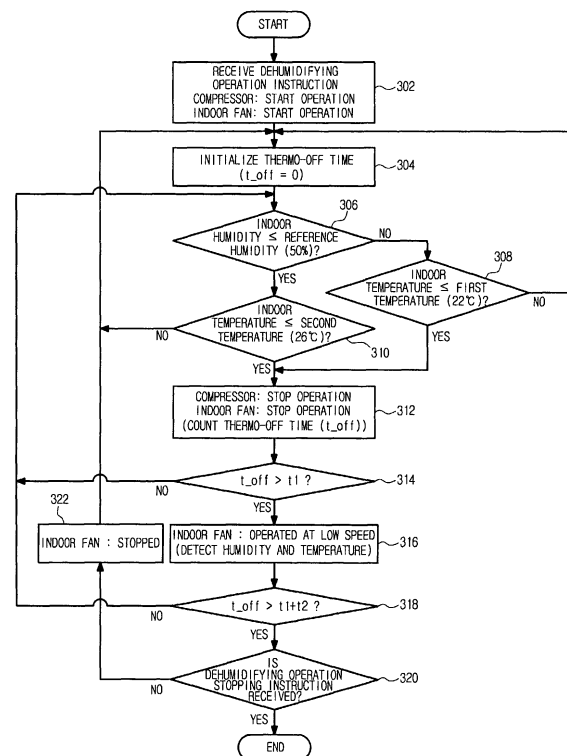 START
RECEIVE DEHUMIDIFYING
OPERATION INSTRUCTION
COMPRESSOR: START OPERATION
INDOOR FAN: START OPERATION
302
INITIALIZE THERMO-OFF TIME
(t_off = 0)
304
306
INDOOR
HUMIDITY ≤ REFERENCE
HUMIDITY (50%)?
NO
YES
308
INDOOR
TEMPERATURE ≤ FIRST
TEMPERATURE (22℃)?
NO
YES
INDOOR
TEMPERATURE ≤ SECOND
TEMPERATURE (26℃)?
310
NO
YES
COMPRESSOR: STOP OPERATION
INDOOR FAN: STOP OPERATION
(COUNT THERMO-OFF TIME (t_off))
312
t_off > t1 ?
314
NO
YES
322
INDOOR FAN : STOPPED
INDOOR FAN : OPERATED AT LOW SPEED
(DETECT HUMIDITY AND TEMPERATURE)
316
t_off > t1+t2 ?
318
NO
YES
IS
DEHUMIDIFYING OPERATION
STOPPING INSTRUCTION
RECEIVED?
320
NO
YES
END